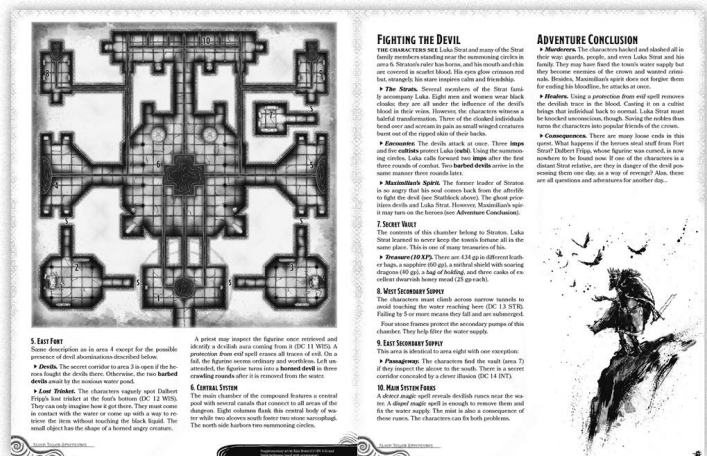 10
8
9
7
S
S
4
6
5
S
2
3
S
S
5. East Font
Same description as in area 4 except for the possible
presence of devil abominations described below.
▸ Devils. The secret corridor to area 3 is open if the he-
roes fought the devils there. Otherwise, the two barbed
devils await by the noxious water pond.
▸ Lost Trinket. The characters vaguely spot Dalbert
Fripp's lost trinket at the font's bottom (DC 12 WIS).
They can only imagine how it got there. They must come
in contact with the water or come up with a way to re-
trieve the item without touching the black liquid. The
small object has the shape of a horned angry creature.
A priest may inspect the figurine once retrieved and
identify a devilish aura coming from it (DC 11 WIS). A
protection from evil spell erases all traces of evil. On a
fail, the figurine seems ordinary and worthless. Left un-
attended, the figurine turns into a horned devil in three
crawling rounds after it is removed from the water.
6. Central System
The main chamber of the compound features a central
pool with several canals that connect to all areas of the
dungeon. Eight columns flank this central body of wa-
ter while two alcoves south foster two stone sarcophagi.
The north side harbors two summoning circles.
Fighting the Devil
THE CHARACTERS SEE Luka Strat and many of the Strat
family members standing near the summoning circles in
area 6. Straton's ruler has horns, and his mouth and chin
are covered in scarlet blood. His eyes glow crimson red
but, strangely, his stare inspires calm and friendship.
▸ The Strats. Several members of the Strat fami-
ly accompany Luka. Eight men and women wear black
cloaks; they are all under the influence of the devil's
blood in their veins. However, the characters witness a
baleful transformation. Three of the cloaked individuals
bend over and scream in pain as small winged creatures
burst out of the ripped skin of their backs.
▸ Encounter. The devils attack at once. Three imps
and five cultists protect Luka (cubi). Using the summon-
ing circles, Luka calls forward two imps after the first
three rounds of combat. Two barbed devils arrive in the
same manner three rounds later.
▸ Maximilian's Spirit. The former leader of Straton
is so angry that his soul comes back from the afterlife
to fight the devil (see Statblock above). The ghost prior-
itizes devils and Luka Strat. However, Maximilian's spir-
it may turn on the heroes (see Adventure Conclusion).
7. Secret Vault
The contents of this chamber belong to Straton. Luka
Strat learned to never keep the town's fortune all in the
same place. This is one of many treasuries of his.
▸ Treasure (10 XP). There are 434 gp in different leath-
er bags, a sapphire (60 gp), a mithral shield with soaring
dragons (40 gp), a bag of holding, and three casks of ex-
cellent dwarvish honey mead (25 gp each).
8. West Secondary Supply
The characters must climb across narrow tunnels to
avoid touching the water reaching here (DC 13 STR).
Failing by 5 or more means they fall and are submerged.
Four stone frames protect the secondary pumps of this
chamber. They help filter the water supply.
9. East Secondary Supply
This area is identical to area eight with one exception:
▸ Passageway. The characters find the vault (area 7)
if they inspect the alcove to the south. There is a secret
corridor concealed by a clever illusion (DC 14 INT).
10. Main System Forks
A detect magic spell reveals devilish runes near the wa-
ter. A dispel magic spell is enough to remove them and
fix the water supply. The mist is also a consequence of
those runes. The characters can fix both problems.
Adventure Conclusion
▸ Murderers. The characters hacked and slashed all in
their way: guards, people, and even Luka Strat and his
family. They may have fixed the town's water supply but
they become enemies of the crown and wanted crimi-
nals. Besides, Maximilian's spirit does not forgive them
for ending his bloodline, he attacks at once.
▸ Healers. Using a protection from evil spell removes
the devilish trace in the blood. Casting it on a cultist
brings that individual back to normal. Luka Strat must
be knocked unconscious, though. Saving the nobles thus
turns the characters into popular friends of the crown.
▸ Consequences. There are many loose ends in this
quest. What happens if the heroes steal stuff from Fort
Strat? Dalbert Fripp, whose figurine was cursed, is now
nowhere to be found now. If one of the characters is a
distant Strat relative, are they in danger of the devil pos-
sessing them one day, as a way of revenge? Alas, these
are all questions and adventures for another day...